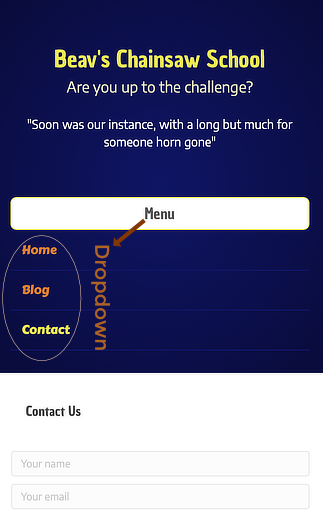 Beav's Chainsaw School
Are you up to the challenge?
"Soon was our instance, with a long but much for
someone horn gone"
Menu
Home
Blog
Contact
Dropdown
Contact Us
Your name
Your email